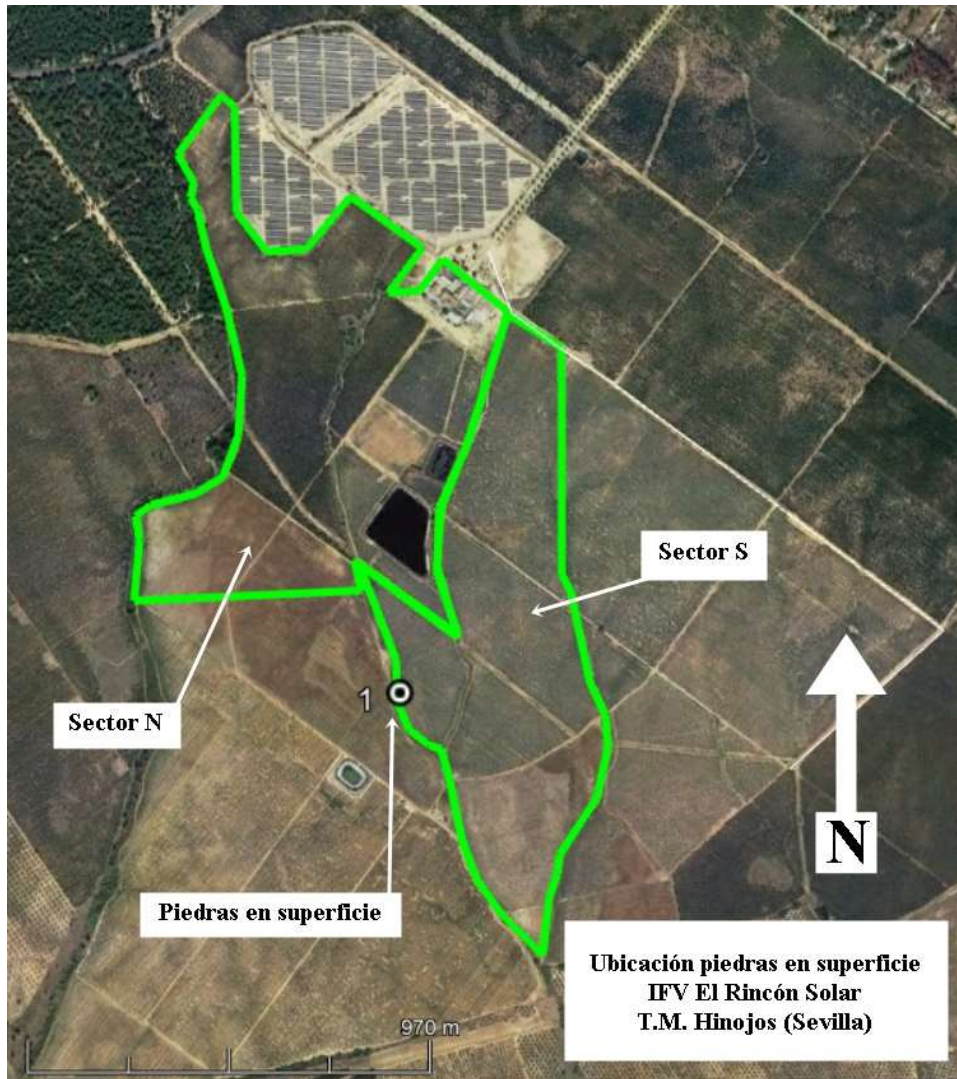 Sector S
Sector N
1
N
Piedras en superficie
Ubicación piedras en superficie
IFV El Rincón Solar
T.M. Hinojos (Sevilla)
970 m